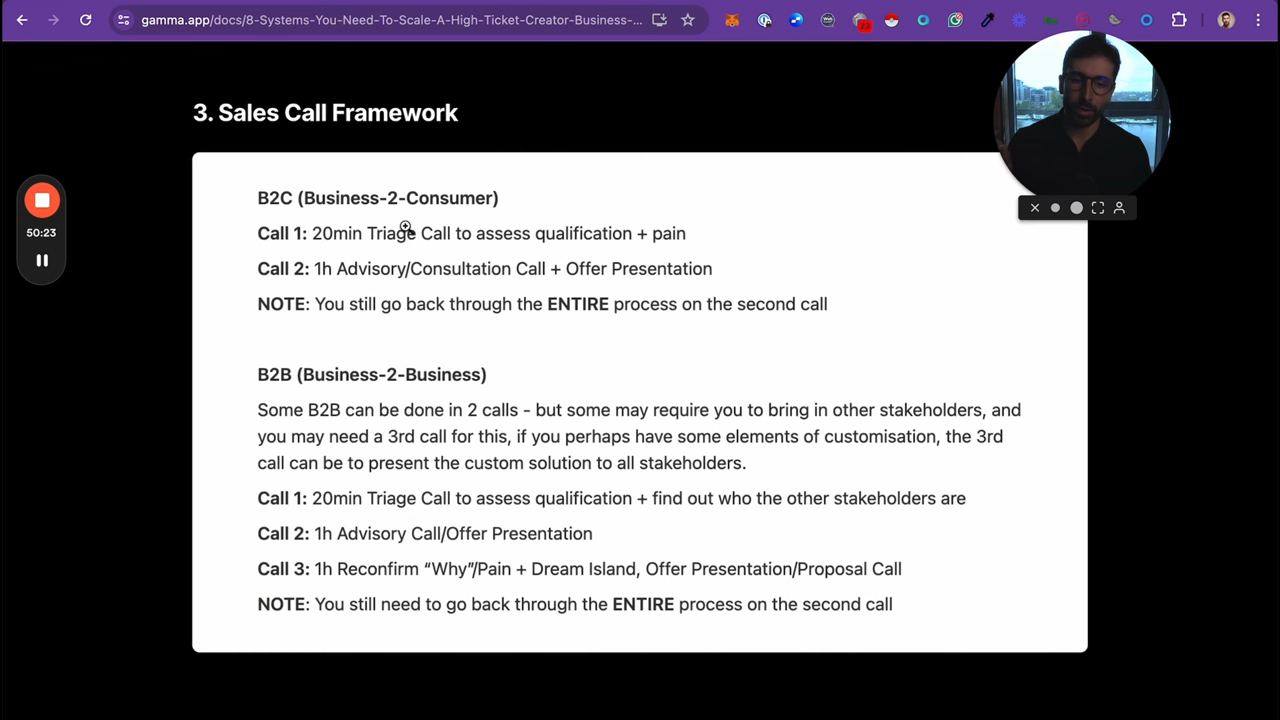 gamma.app/docs/8-Systems-You-Need-To-Scale-A-High-Ticket-Creator-Business-...
3. Sales Call Framework
B2C (Business-2-Consumer)
Call 1: 20min Triage Call to assess qualification + pain
Call 2: 1h Advisory/Consultation Call + Offer Presentation
NOTE: You still go back through the ENTIRE process on the second call
50:23
B2B (Business-2-Business)
Some B2B can be done in 2 calls - but some may require you to bring in other stakeholders, and
you may need a 3rd call for this, if you perhaps have some elements of customisation, the 3rd
call can be to present the custom solution to all stakeholders.
Call 1: 20min Triage Call to assess qualification + find out who the other stakeholders are
Call 2: 1h Advisory Call/Offer Presentation
Call 3: 1h Reconfirm “Why”/Pain + Dream Island, Offer Presentation/Proposal Call
NOTE: You still need to go back through the ENTIRE process on the second call